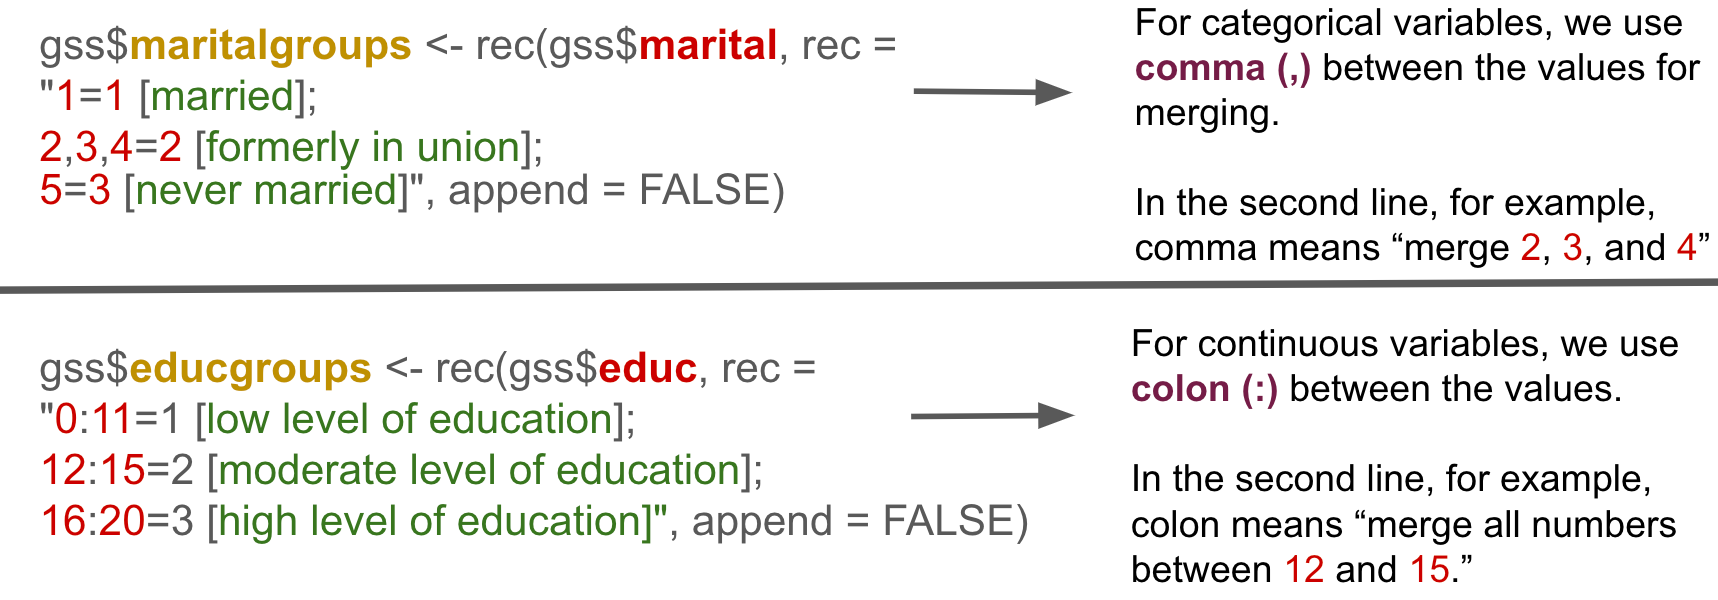 gss$maritalgroups <- rec(gss$marital, rec =
"1=1 [married];
2,3,4=2 [formerly in union];
5=3 [never married]", append = FALSE)
For categorical variables, we use
comma (,) between the values for
merging.
In the second line, for example,
comma means “merge 2, 3, and 4”
gss$educgroups <- rec(gss$educ, rec =
"0:11=1 [low level of education];
12:15=2 [moderate level of education];
16:20=3 [high level of education]", append = FALSE)
For continuous variables, we use
colon (:) between the values.
In the second line, for example,
colon means “merge all numbers
between 12 and 15.”